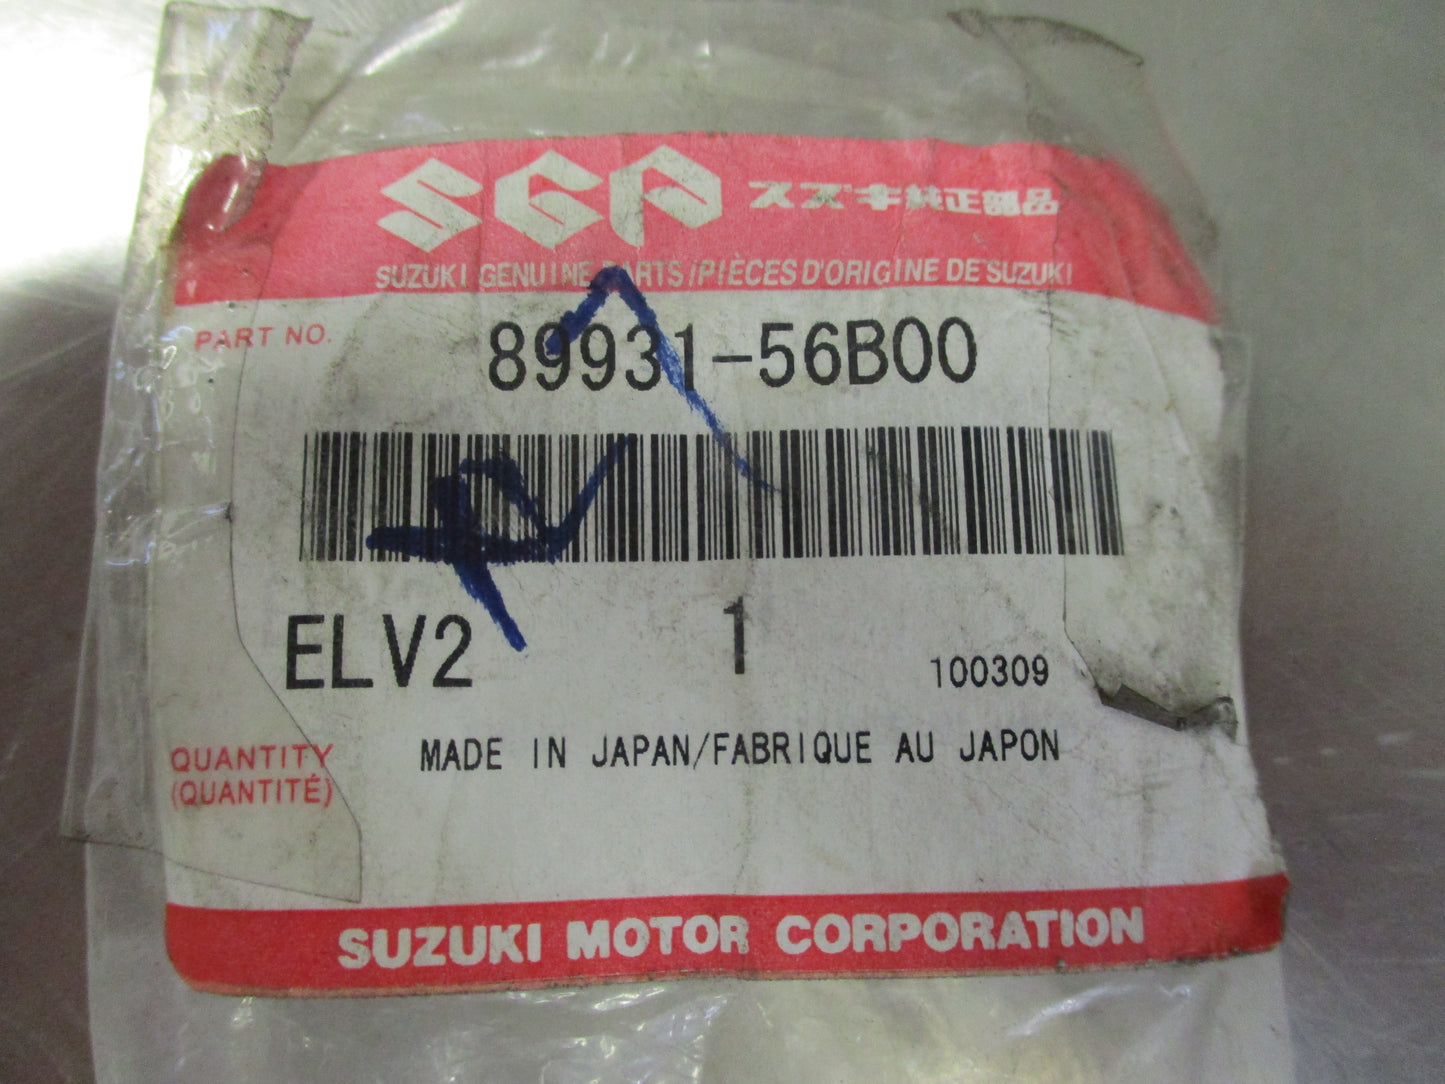 SGP スズキ純正部品
SUZUKI GENUINE PARTS/PIÈCES D'ORIGINE DE SUZUKI
PART NO. 89931-56B00
ELV2 1 100309
QUANTITY
(QUANTITÉ)
MADE IN JAPAN/FABRIQUE AU JAPON
SUZUKI MOTOR CORPORATION